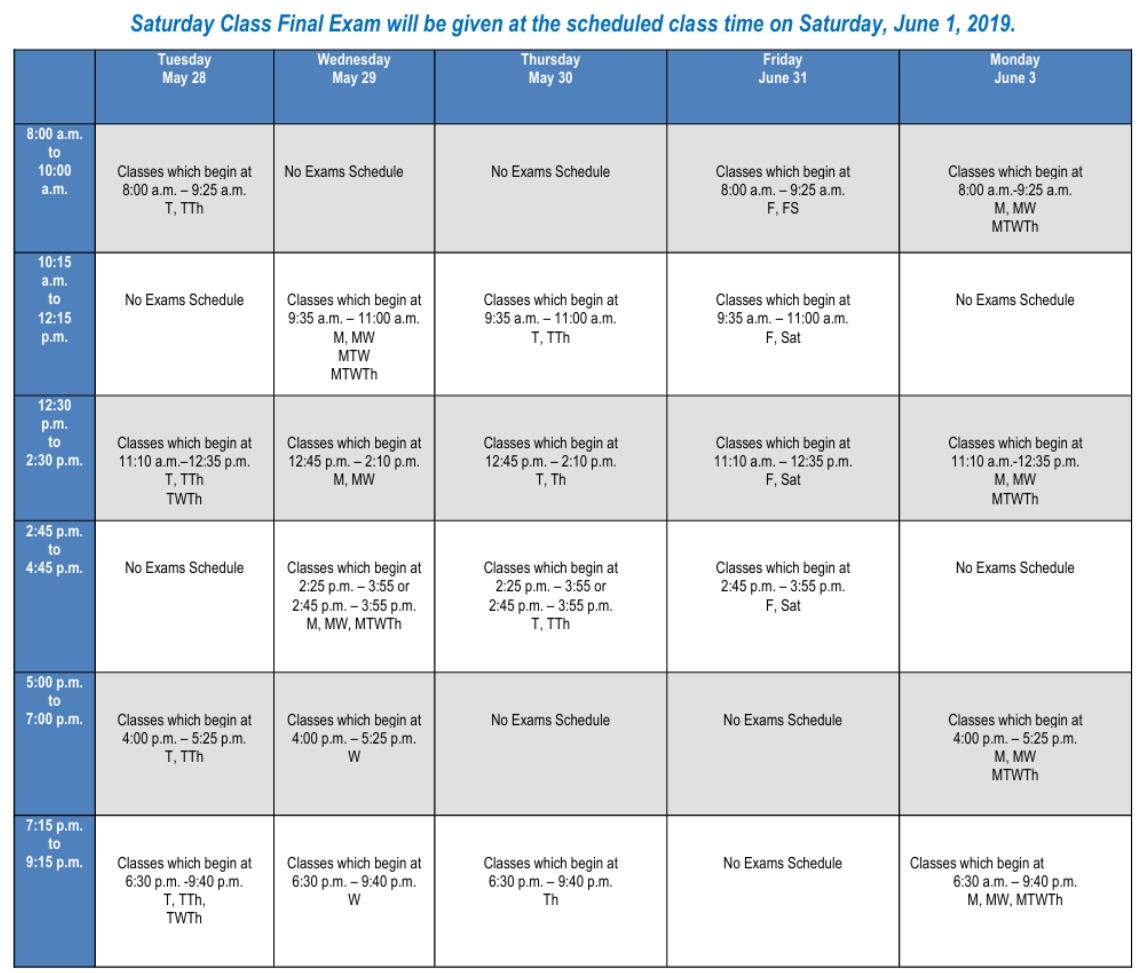 Saturday Class Final Exam will be given at the scheduled class time on Saturday, June 1, 2019.
Tuesday
May 28
Wednesday
May 29
Thursday
May 30
Friday
June 31
Monday
June 3
8:00 a.m.
to
10:00
a.m.
Classes which begin at
8:00 a.m. – 9:25 a.m.
T, TTh
No Exams Schedule
No Exams Schedule
Classes which begin at
8:00 a.m. – 9:25 a.m.
F, FS
Classes which begin at
8:00 a.m.-9:25 a.m.
M, MW
MTWTh
10:15
a.m.
to
12:15
p.m.
No Exams Schedule
Classes which begin at
9:35 a.m. – 11:00 a.m.
M, MW
MTW
MTWTh
Classes which begin at
9:35 a.m. – 11:00 a.m.
T, TTh
Classes which begin at
9:35 a.m. – 11:00 a.m.
F, Sat
No Exams Schedule
12:30
p.m.
to
2:30 p.m.
Classes which begin at
11:10 a.m.–12:35 p.m.
T, TTh
TWTh
Classes which begin at
12:45 p.m. – 2:10 p.m.
M, MW
Classes which begin at
12:45 p.m. – 2:10 p.m.
T, Th
Classes which begin at
11:10 a.m. – 12:35 p.m.
F, Sat
Classes which begin at
11:10 a.m.-12:35 p.m.
M, MW
MTWTh
2:45 p.m.
to
4:45 p.m.
No Exams Schedule
Classes which begin at
2:25 p.m. – 3:55 or
2:45 p.m. – 3:55 p.m.
M, MW, MTWTh
Classes which begin at
2:25 p.m. – 3:55 or
2:45 p.m. – 3:55 p.m.
T, TTh
Classes which begin at
2:45 p.m. – 3:55 p.m.
F, Sat
No Exams Schedule
5:00 p.m.
to
7:00 p.m.
Classes which begin at
4:00 p.m. – 5:25 p.m.
T, TTh
Classes which begin at
4:00 p.m. – 5:25 p.m.
W
No Exams Schedule
No Exams Schedule
Classes which begin at
4:00 p.m. – 5:25 p.m.
M, MW
MTWTh
7:15 p.m.
to
9:15 p.m.
Classes which begin at
6:30 p.m. -9:40 p.m.
T, TTh,
TWTh
Classes which begin at
6:30 p.m. – 9:40 p.m.
W
Classes which begin at
6:30 p.m. – 9:40 p.m.
Th
No Exams Schedule
Classes which begin at
6:30 a.m. – 9:40 p.m.
M, MW, MTWTh